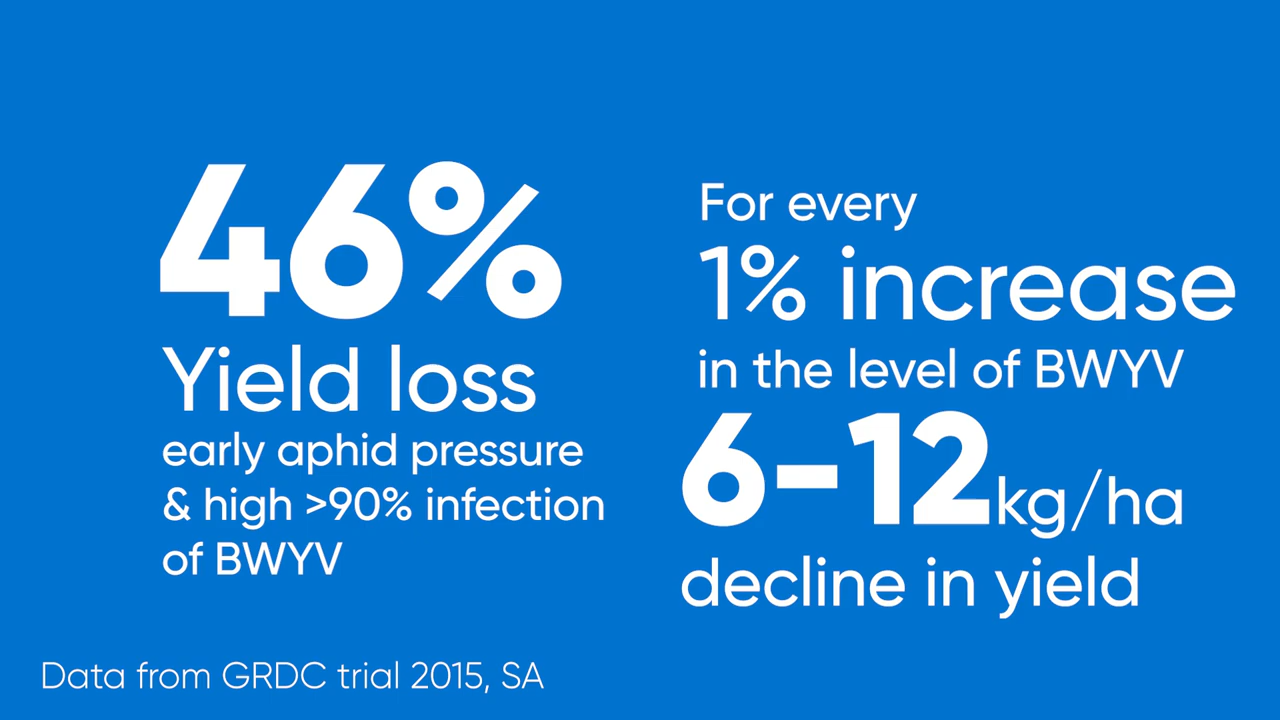 46%
Yield loss
early aphid pressure
& high >90% infection
of BWYV
For every
1% increase
in the level of BWYV
6-12kg/ha
decline in yield
Data from GRDC trial 2015, SA